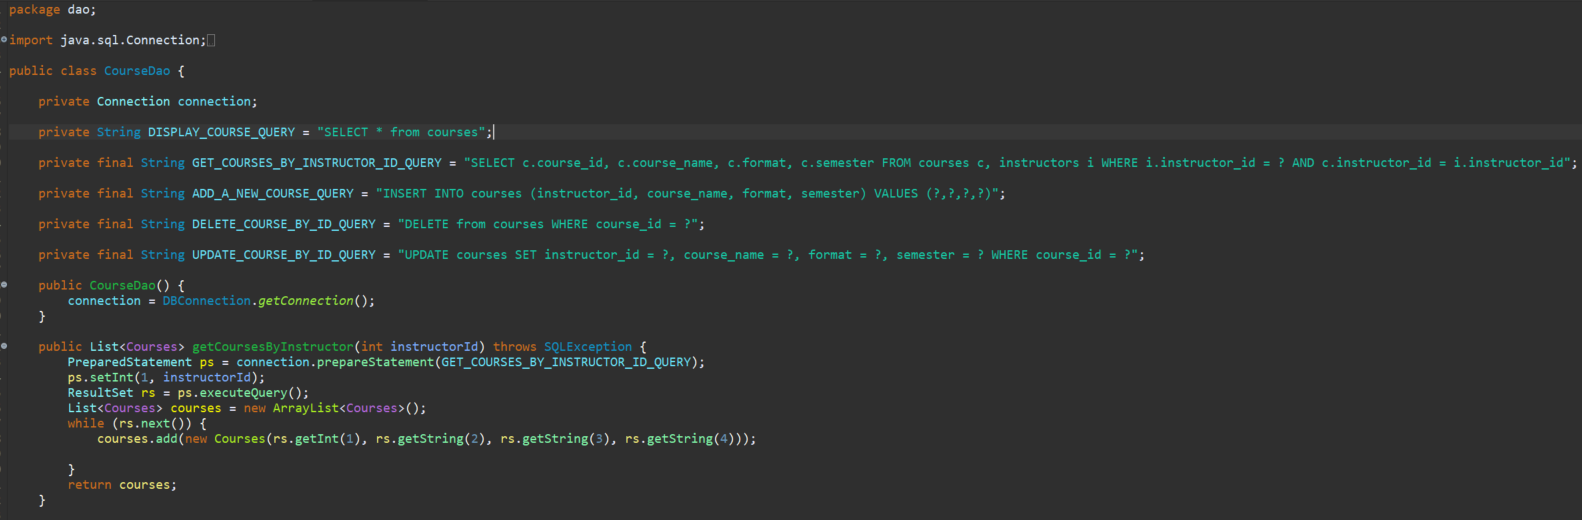 package dao;
import java.sql.Connection;
public class CourseDao {
private Connection connection;
private String DISPLAY_COURSE_QUERY = "SELECT * from courses";
private final String GET_COURSES_BY_INSTRUCTOR_ID_QUERY = "SELECT c.course_id, c.course_name, c.format, c.semester FROM courses c, instructors i WHERE i.instructor_id = ? AND c.instructor_id = i.instructor_id";
private final String ADD_A_NEW_COURSE_QUERY = "INSERT INTO courses (instructor_id, course_name, format, semester) VALUES (?,?,?,?)";
private final String DELETE_COURSE_BY_ID_QUERY = "DELETE from courses WHERE course_id = ?";
private final String UPDATE_COURSE_BY_ID_QUERY = "UPDATE courses SET instructor_id = ?, course_name = ?, format = ?, semester = ? WHERE course_id = ?";
public CourseDao() {
connection = DBConnection.getConnection();
}
public List<Courses> getCoursesByInstructor(int instructorId) throws SQLException {
PreparedStatement ps = connection.prepareStatement(GET_COURSES_BY_INSTRUCTOR_ID_QUERY);
ps.setInt(1, instructorId);
ResultSet rs = ps.executeQuery();
List<Courses> courses = new ArrayList<Courses>();
while (rs.next()) {
courses.add(new Courses(rs.getInt(1), rs.getString(2), rs.getString(3), rs.getString(4)));
}
return courses;
}